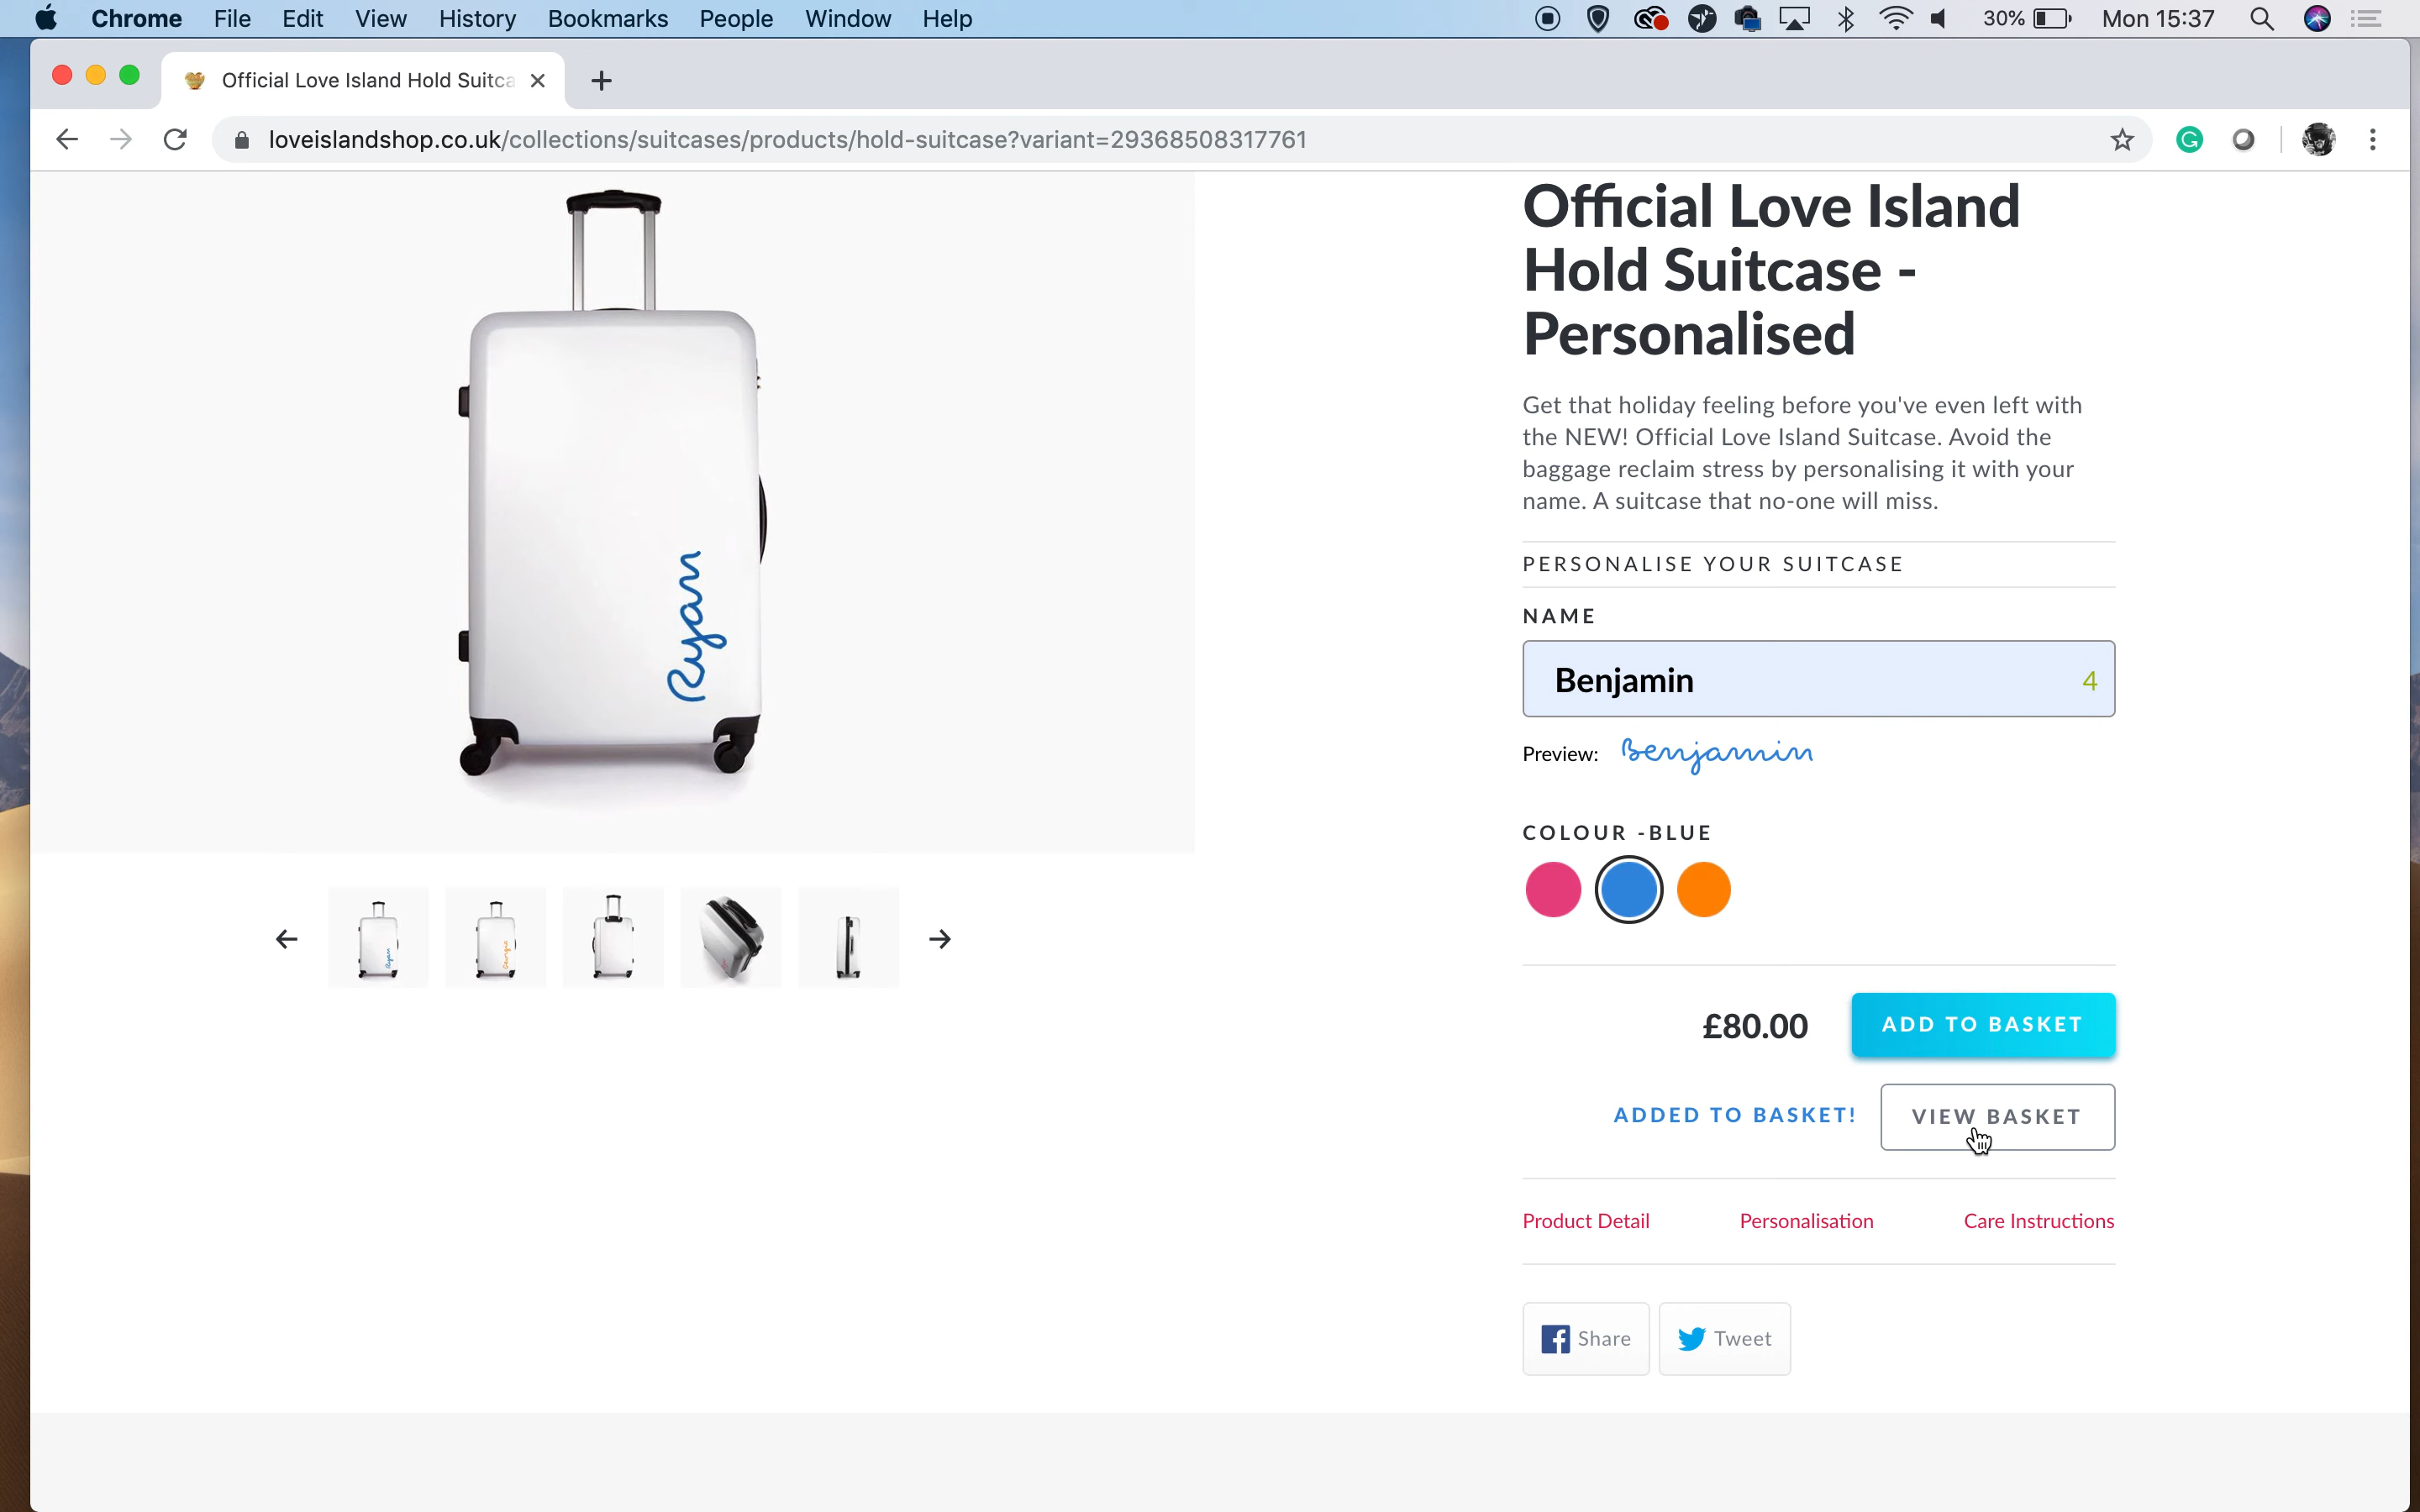 Chrome File Edit View History Bookmarks People Window Help 30% Mon 15:37
Official Love Island Hold Suitca
loveislandshop.co.uk/collections/suitcases/products/hold-suitcase?variant=29368508317761
Ryan
Official Love Island
Hold Suitcase -
Personalised
Get that holiday feeling before you've even left with
the NEW! Official Love Island Suitcase. Avoid the
baggage reclaim stress by personalising it with your
name. A suitcase that no-one will miss.
PERSONALISE YOUR SUITCASE
NAME
Benjamin 4
Preview: Benjamin
COLOUR -BLUE
£80.00 ADD TO BASKET
ADDED TO BASKET! VIEW BASKET
Product Detail Personalisation Care Instructions
Share Tweet